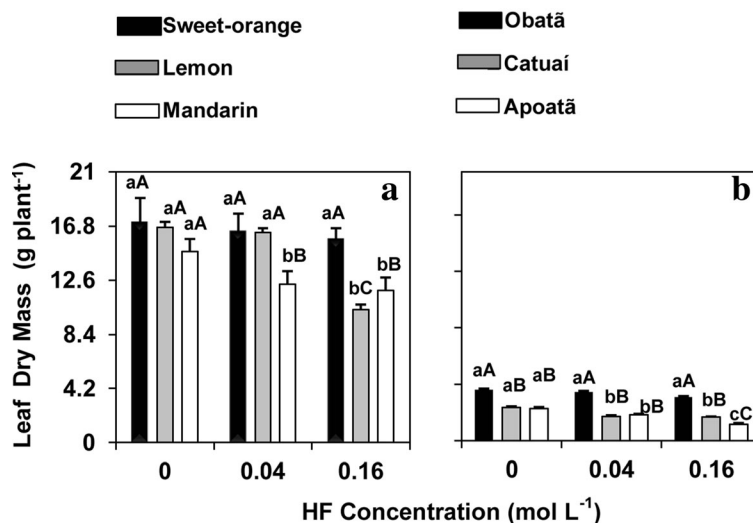 Sweet-orange
Lemon
Mandarin
Obatã
Catuaí
Apoatã
Leaf Dry Mass (g plant⁻¹)
21
16.8
12.6
8.4
4.2
0
a
aA aA aA
aA aA bB
aA bC bB
0 0.04 0.16
b
aA aB aB
aA bB bB
aA bB cC
0 0.04 0.16
HF Concentration (mol L⁻¹)